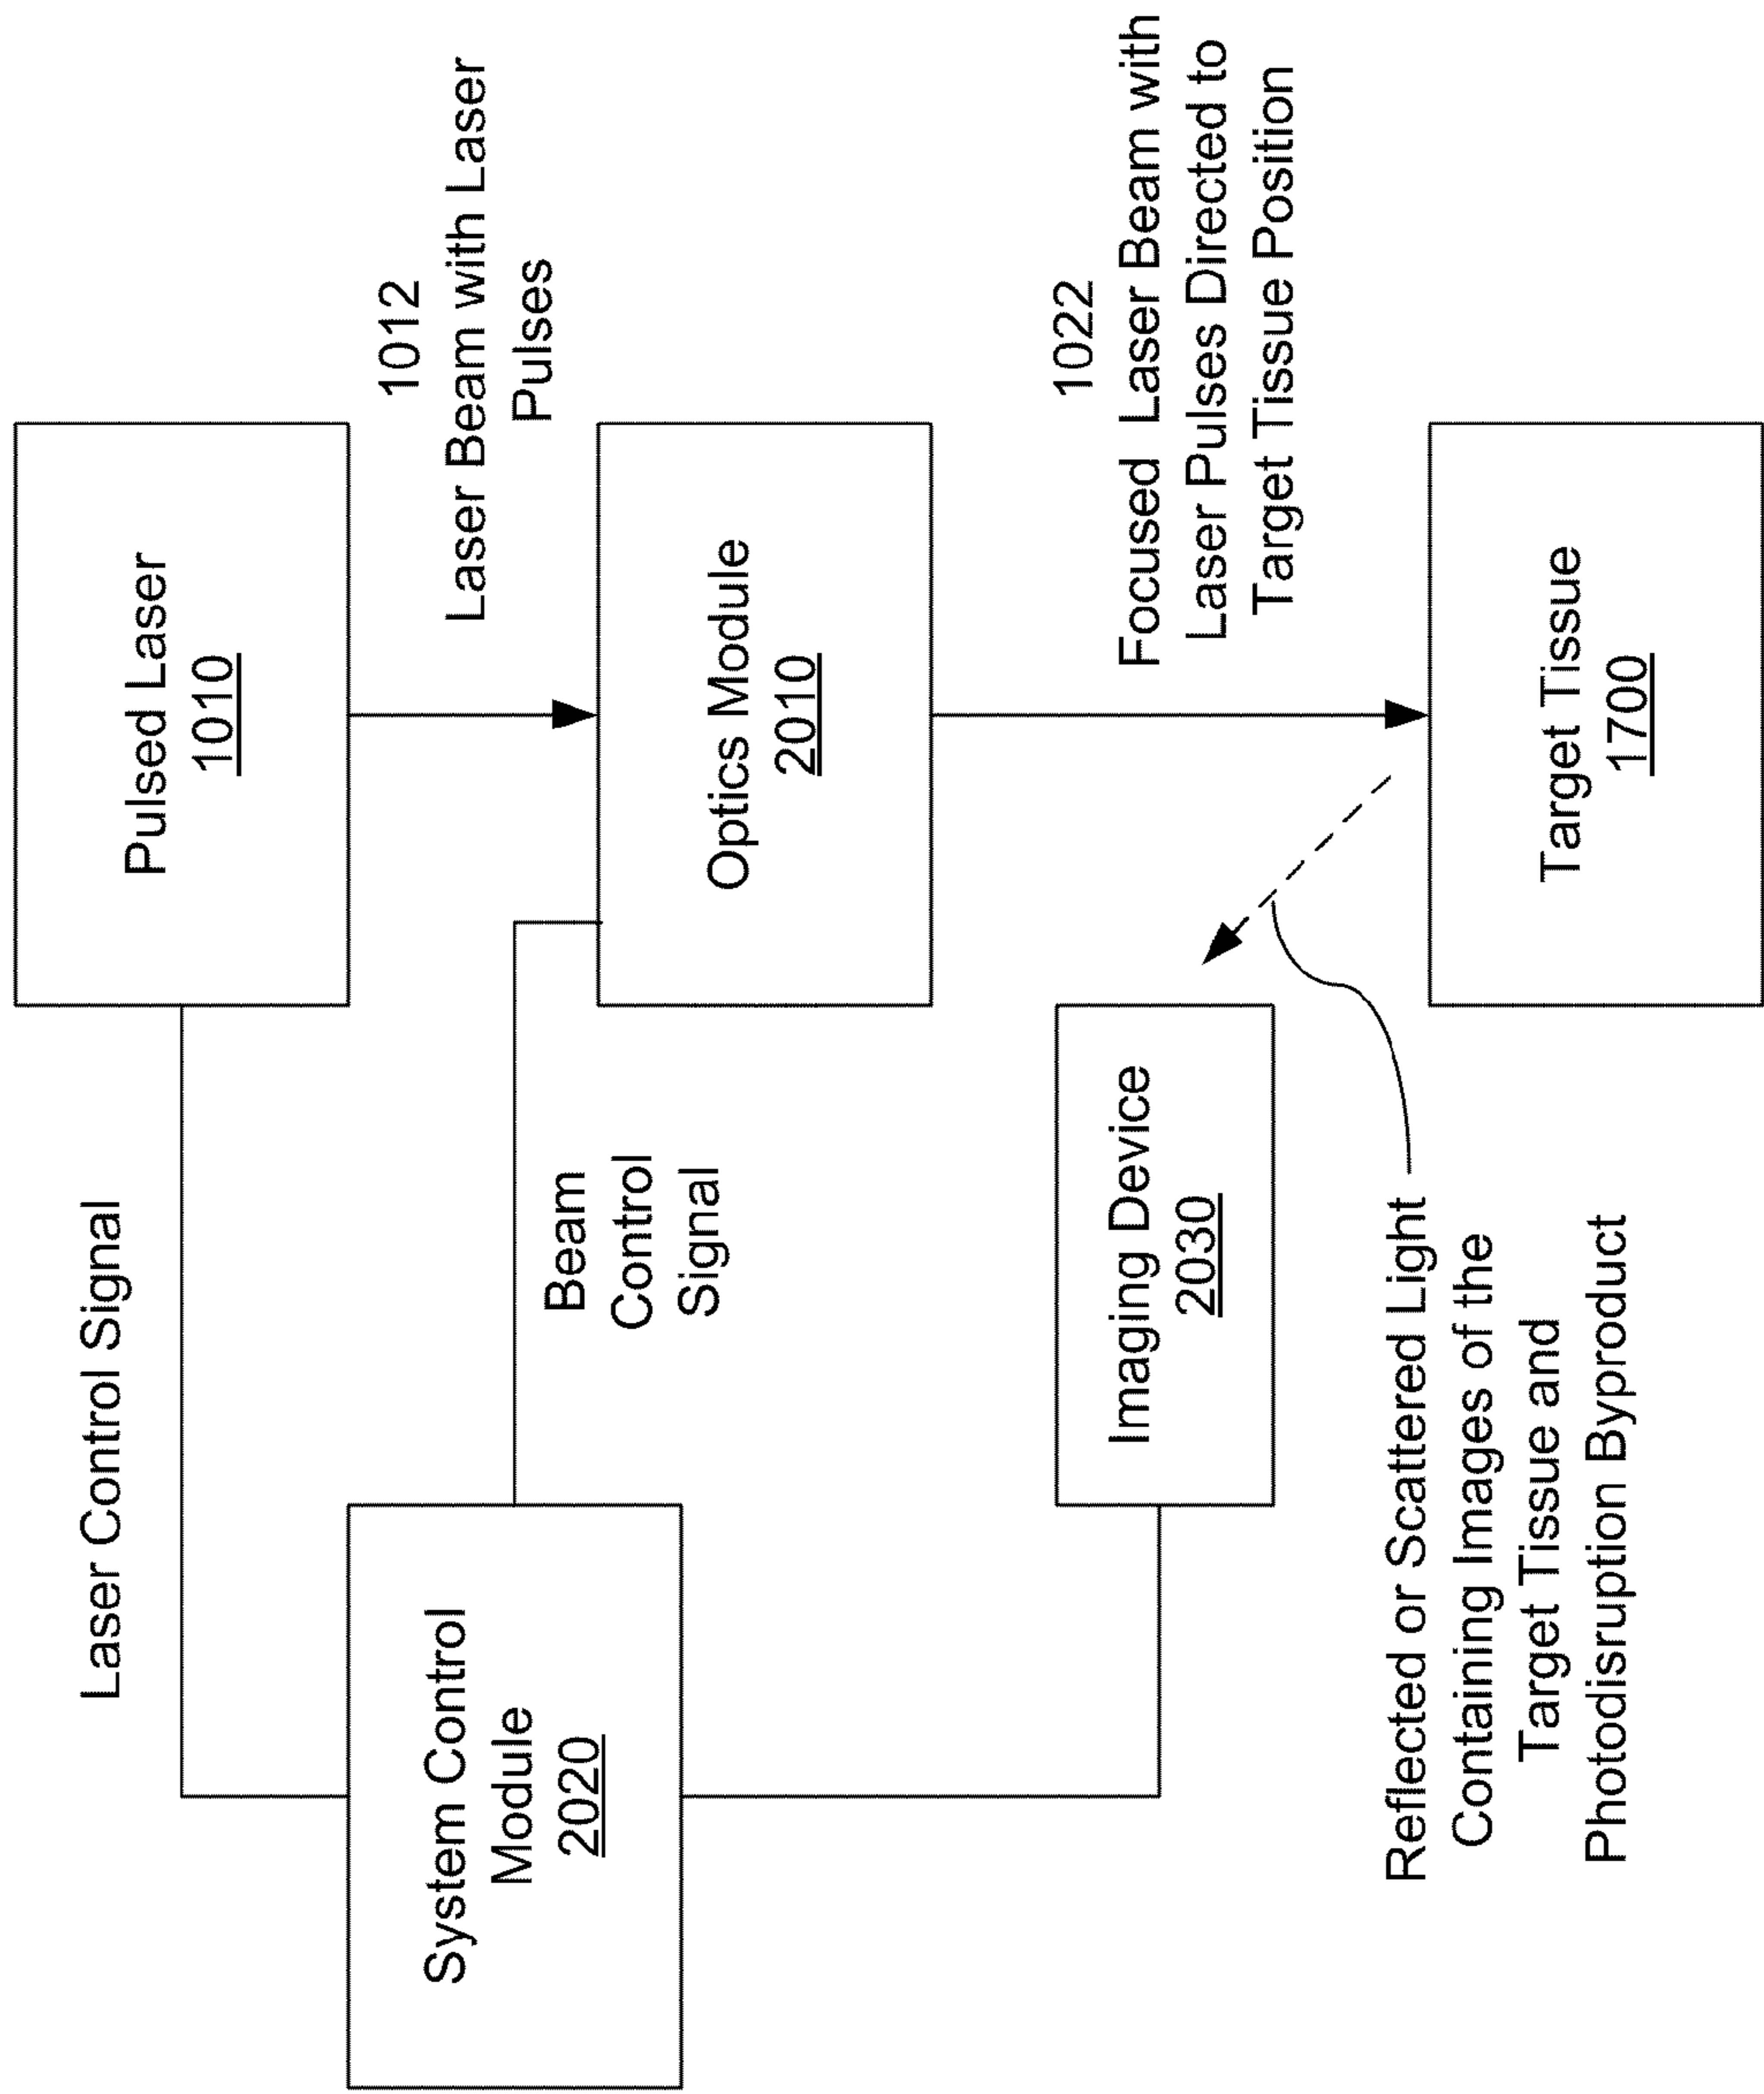 Pulsed Laser
1010
Laser Control Signal
1012
Laser Beam with Laser
Pulses
System Control
Module
2020
Beam
Control
Signal
Optics Module
2010
1022
Focused Laser Beam with
Laser Pulses Directed to
Target Tissue Position
Imaging Device
2030
Reflected or Scattered Light
Containing Images of the
Target Tissue and
Photodisruption Byproduct
Target Tissue
1700